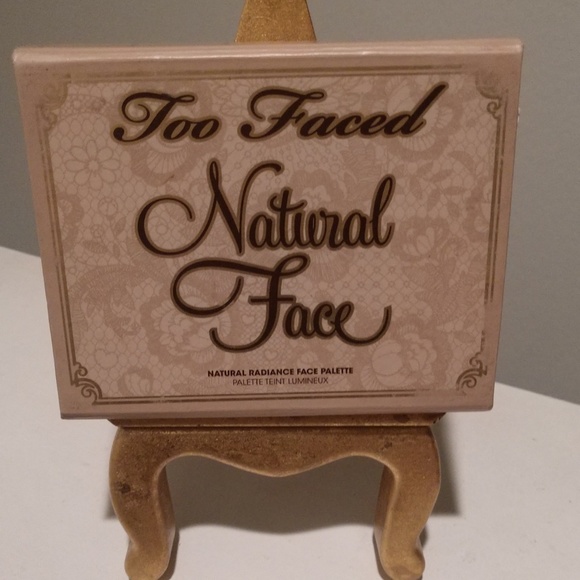 Too Faced
Natural
Face
NATURAL RADIANCE FACE PALETTE
PALETTE TEINT LUMINEUX